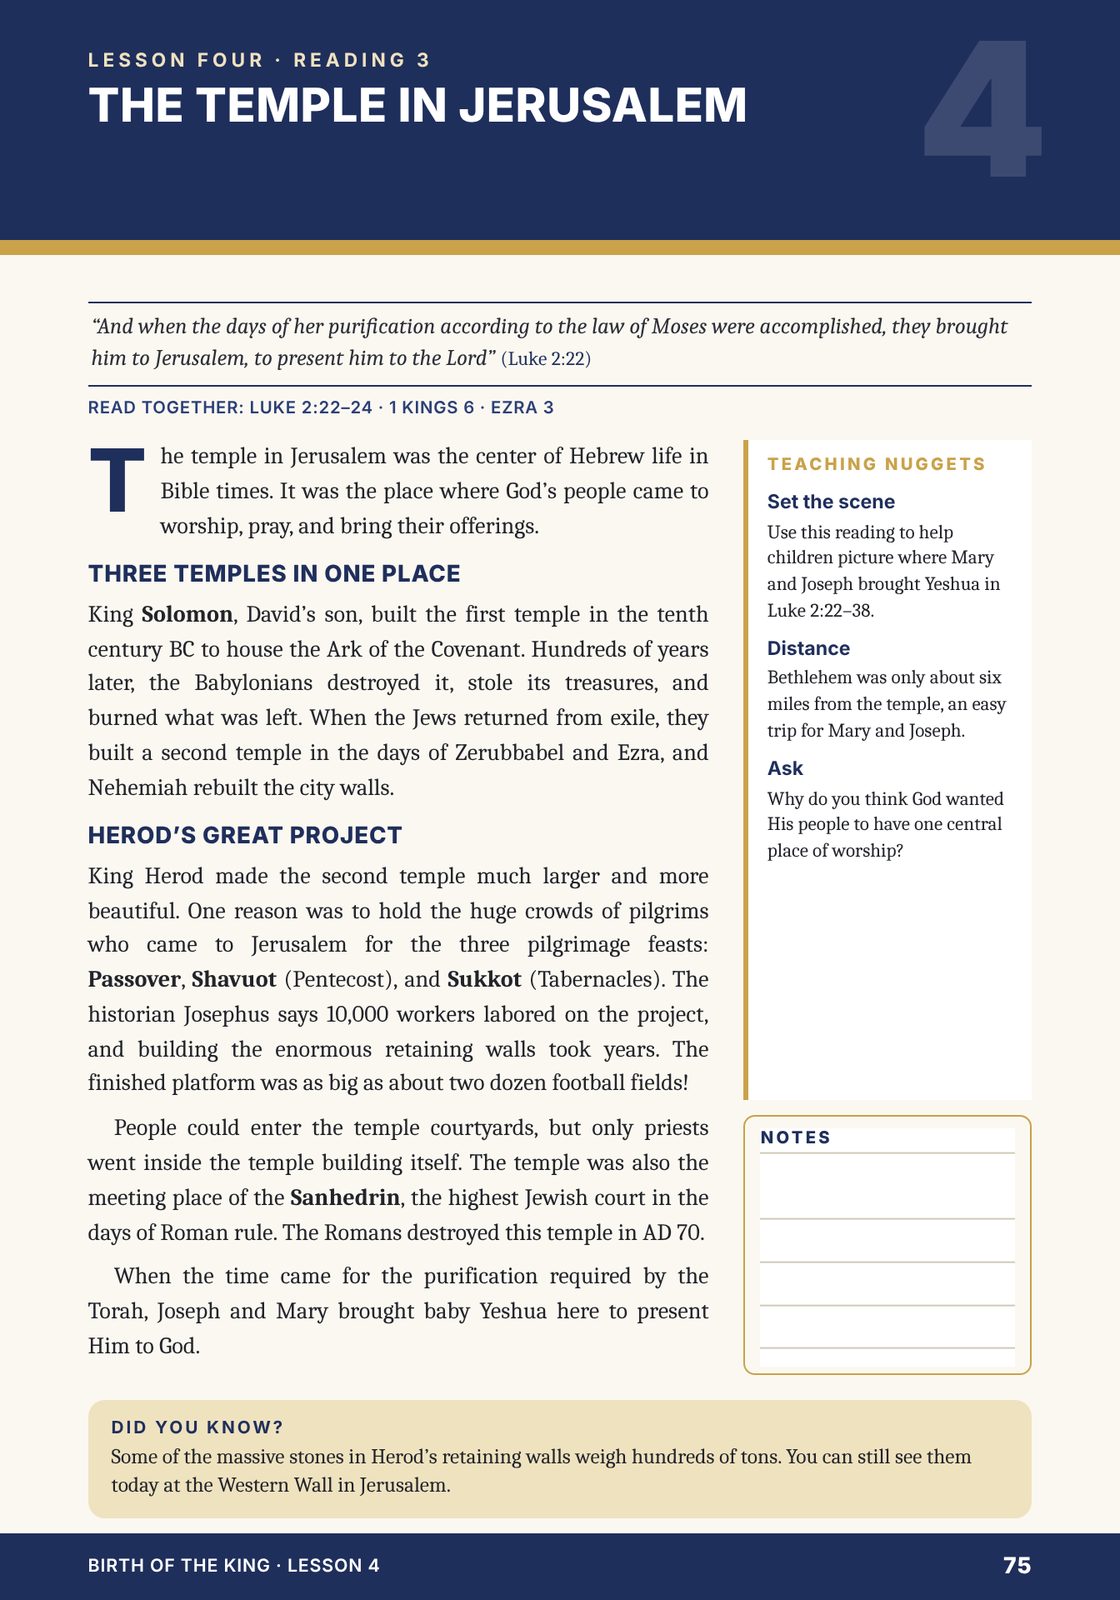 LESSON FOUR · READING 3
THE TEMPLE IN JERUSALEM
4
“And when the days of her purification according to the law of Moses were accomplished, they brought
him to Jerusalem, to present him to the Lord” (Luke 2:22)
READ TOGETHER: LUKE 2:22–24 · 1 KINGS 6 · EZRA 3
The temple in Jerusalem was the center of Hebrew life in
Bible times. It was the place where God’s people came to
worship, pray, and bring their offerings.
THREE TEMPLES IN ONE PLACE
King Solomon, David’s son, built the first temple in the tenth
century BC to house the Ark of the Covenant. Hundreds of years
later, the Babylonians destroyed it, stole its treasures, and
burned what was left. When the Jews returned from exile, they
built a second temple in the days of Zerubbabel and Ezra, and
Nehemiah rebuilt the city walls.
HEROD’S GREAT PROJECT
King Herod made the second temple much larger and more
beautiful. One reason was to hold the huge crowds of pilgrims
who came to Jerusalem for the three pilgrimage feasts:
Passover, Shavuot (Pentecost), and Sukkot (Tabernacles). The
historian Josephus says 10,000 workers labored on the project,
and building the enormous retaining walls took years. The
finished platform was as big as about two dozen football fields!
People could enter the temple courtyards, but only priests
went inside the temple building itself. The temple was also the
meeting place of the Sanhedrin, the highest Jewish court in the
days of Roman rule. The Romans destroyed this temple in AD 70.
When the time came for the purification required by the
Torah, Joseph and Mary brought baby Yeshua here to present
Him to God.
TEACHING NUGGETS
Set the scene
Use this reading to help
children picture where Mary
and Joseph brought Yeshua in
Luke 2:22–38.
Distance
Bethlehem was only about six
miles from the temple, an easy
trip for Mary and Joseph.
Ask
Why do you think God wanted
His people to have one central
place of worship?
NOTES
DID YOU KNOW?
Some of the massive stones in Herod’s retaining walls weigh hundreds of tons. You can still see them
today at the Western Wall in Jerusalem.
BIRTH OF THE KING · LESSON 4
75